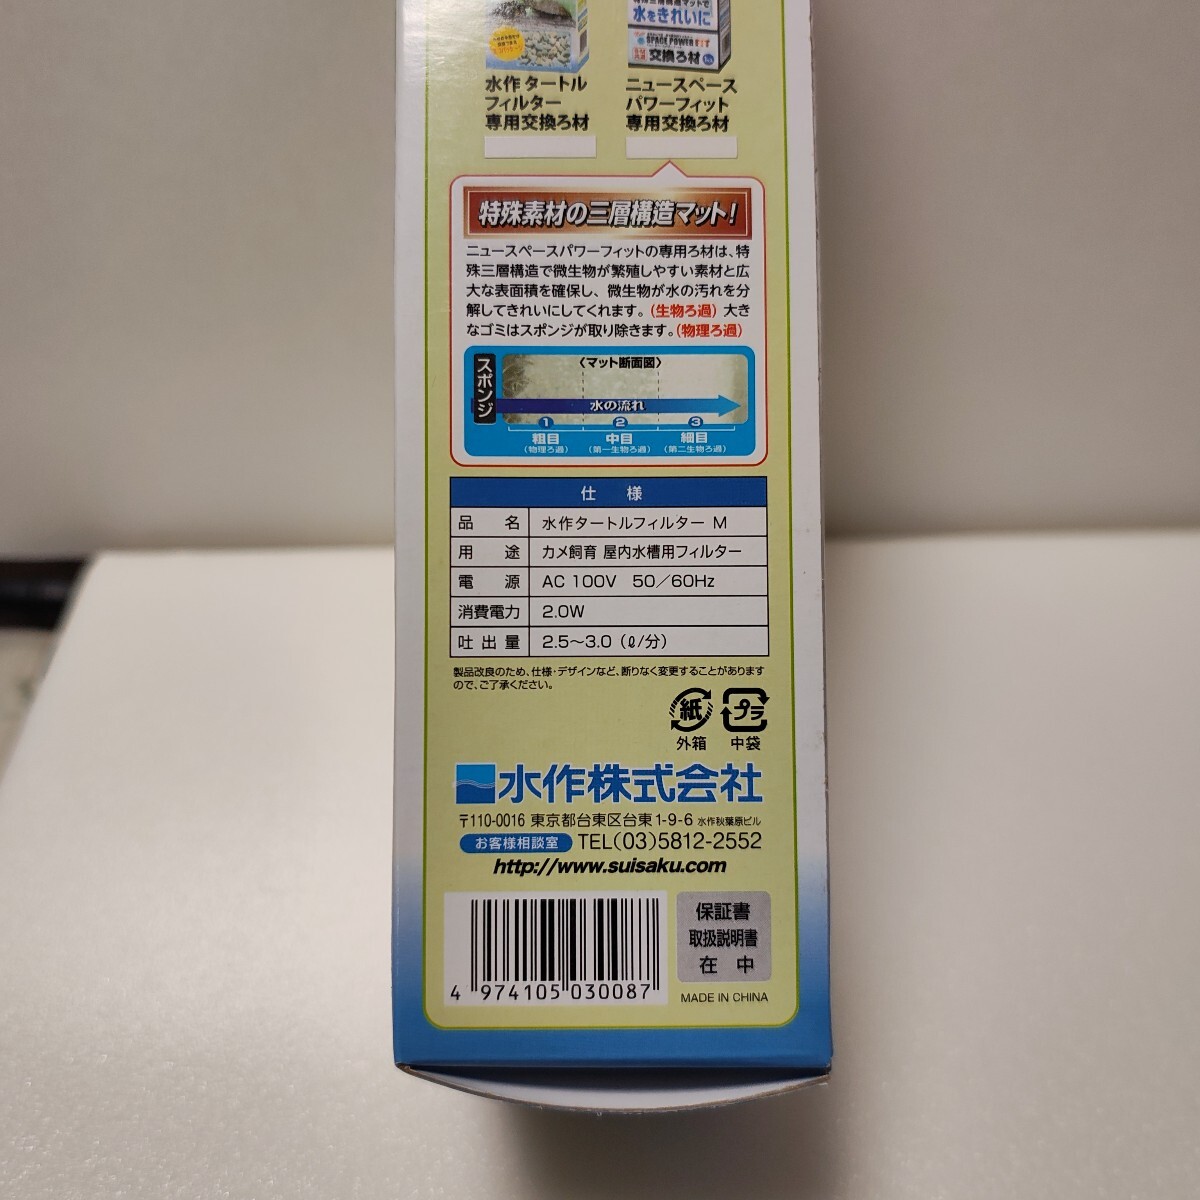 水をきれいに
SPACE POWER FIT
交換ろ材
水作 タートル
フィルター
専用交換ろ材
ニュースペース
パワーフィット
専用交換ろ材
特殊素材の三層構造マット!
ニュースペースパワーフィットの専用ろ材は、特
殊三層構造で微生物が繁殖しやすい素材と広
大な表面積を確保し、微生物が水の汚れを分
解してきれいにしてくれます。(生物ろ過) 大き
なゴミはスポンジが取り除きます。(物理ろ過)
スポンジ
〈マット断面図〉
水の流れ
1 2 3
粗目 中目 細目
(物理ろ過) (第一生物ろ過) (第二生物ろ過)
仕 様
品 名 水作タートルフィルター M
用 途 カメ飼育 屋内水槽用フィルター
電 源 AC 100V 50/60Hz
消費電力 2.0W
吐出量 2.5〜3.0 (ℓ/分)
製品改良のため、仕様・デザインなど、断りなく変更することがあります
ので、ご了承ください。
紙 プラ
外箱 中袋
水作株式会社
〒110-0016 東京都台東区台東1-9-6 水作秋葉原ビル
お客様相談室 TEL(03)5812-2552
http://www.suisaku.com
保証書
取扱説明書
在 中
4 974105 030087
MADE IN CHINA